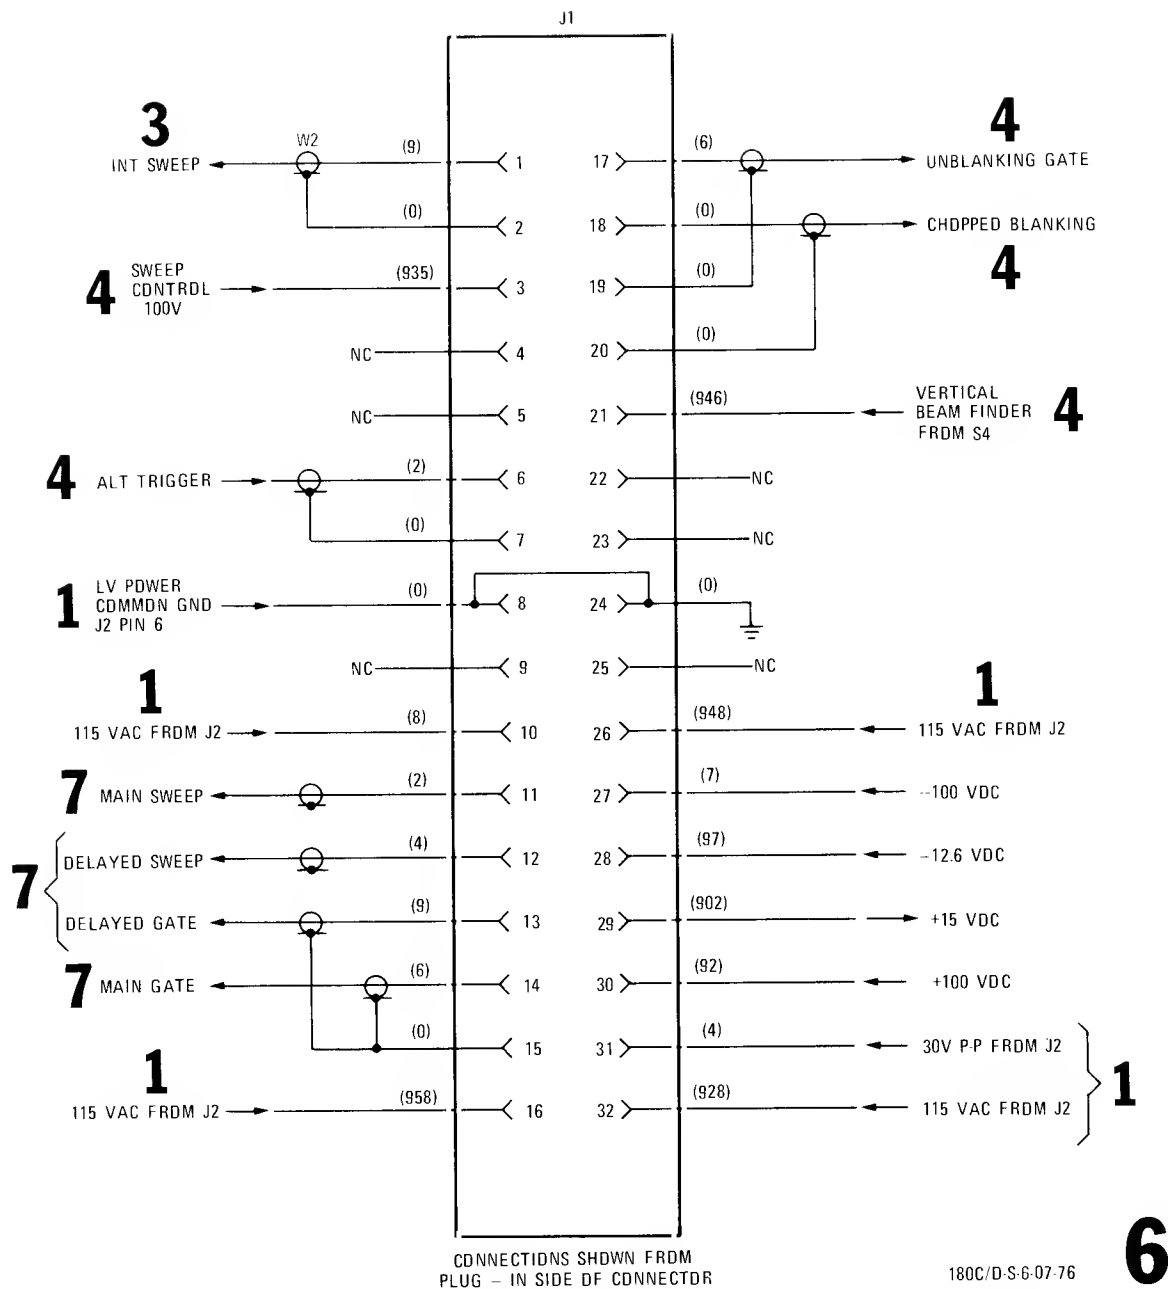 J1
3
W2
INT SWEEP
(9)
1
17
(6)
4
UNBLANKING GATE
(0)
2
18
(0)
CHOPPED BLANKING
4
4
SWEEP
CONTROL
100V
(935)
3
19
(0)
NC
4
20
(0)
NC
5
21
(946)
VERTICAL
BEAM FINDER
FROM S4
4
4
ALT TRIGGER
(2)
6
22
NC
(0)
7
23
NC
1
LV POWER
COMMON GND
J2 PIN 6
(0)
8
24
(0)
NC
9
25
NC
1
115 VAC FROM J2
(8)
10
26
(948)
1
115 VAC FROM J2
7
MAIN SWEEP
(2)
11
27
(7)
-100 VDC
7
DELAYED SWEEP
(4)
12
28
(97)
-12.6 VDC
DELAYED GATE
(9)
13
29
(902)
+15 VDC
7
MAIN GATE
(6)
14
30
(92)
+100 VDC
(0)
15
31
(4)
30V P-P FROM J2
1
115 VAC FROM J2
(958)
16
32
(928)
115 VAC FROM J2
1
CONNECTIONS SHOWN FROM
PLUG – IN SIDE OF CONNECTOR
180C/D-S-6-07-76
6